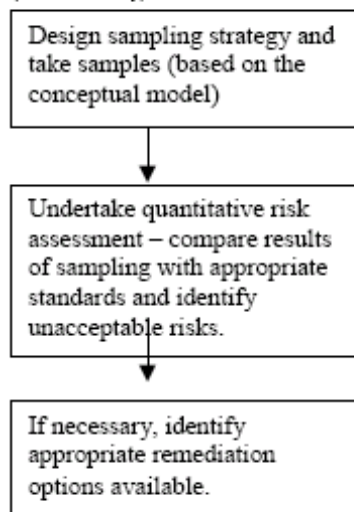 Design sampling strategy and
take samples (based on the
conceptual model)
Undertake quantitative risk
assessment – compare results
of sampling with appropriate
standards and identify
unacceptable risks.
If necessary, identify
appropriate remediation
options available.